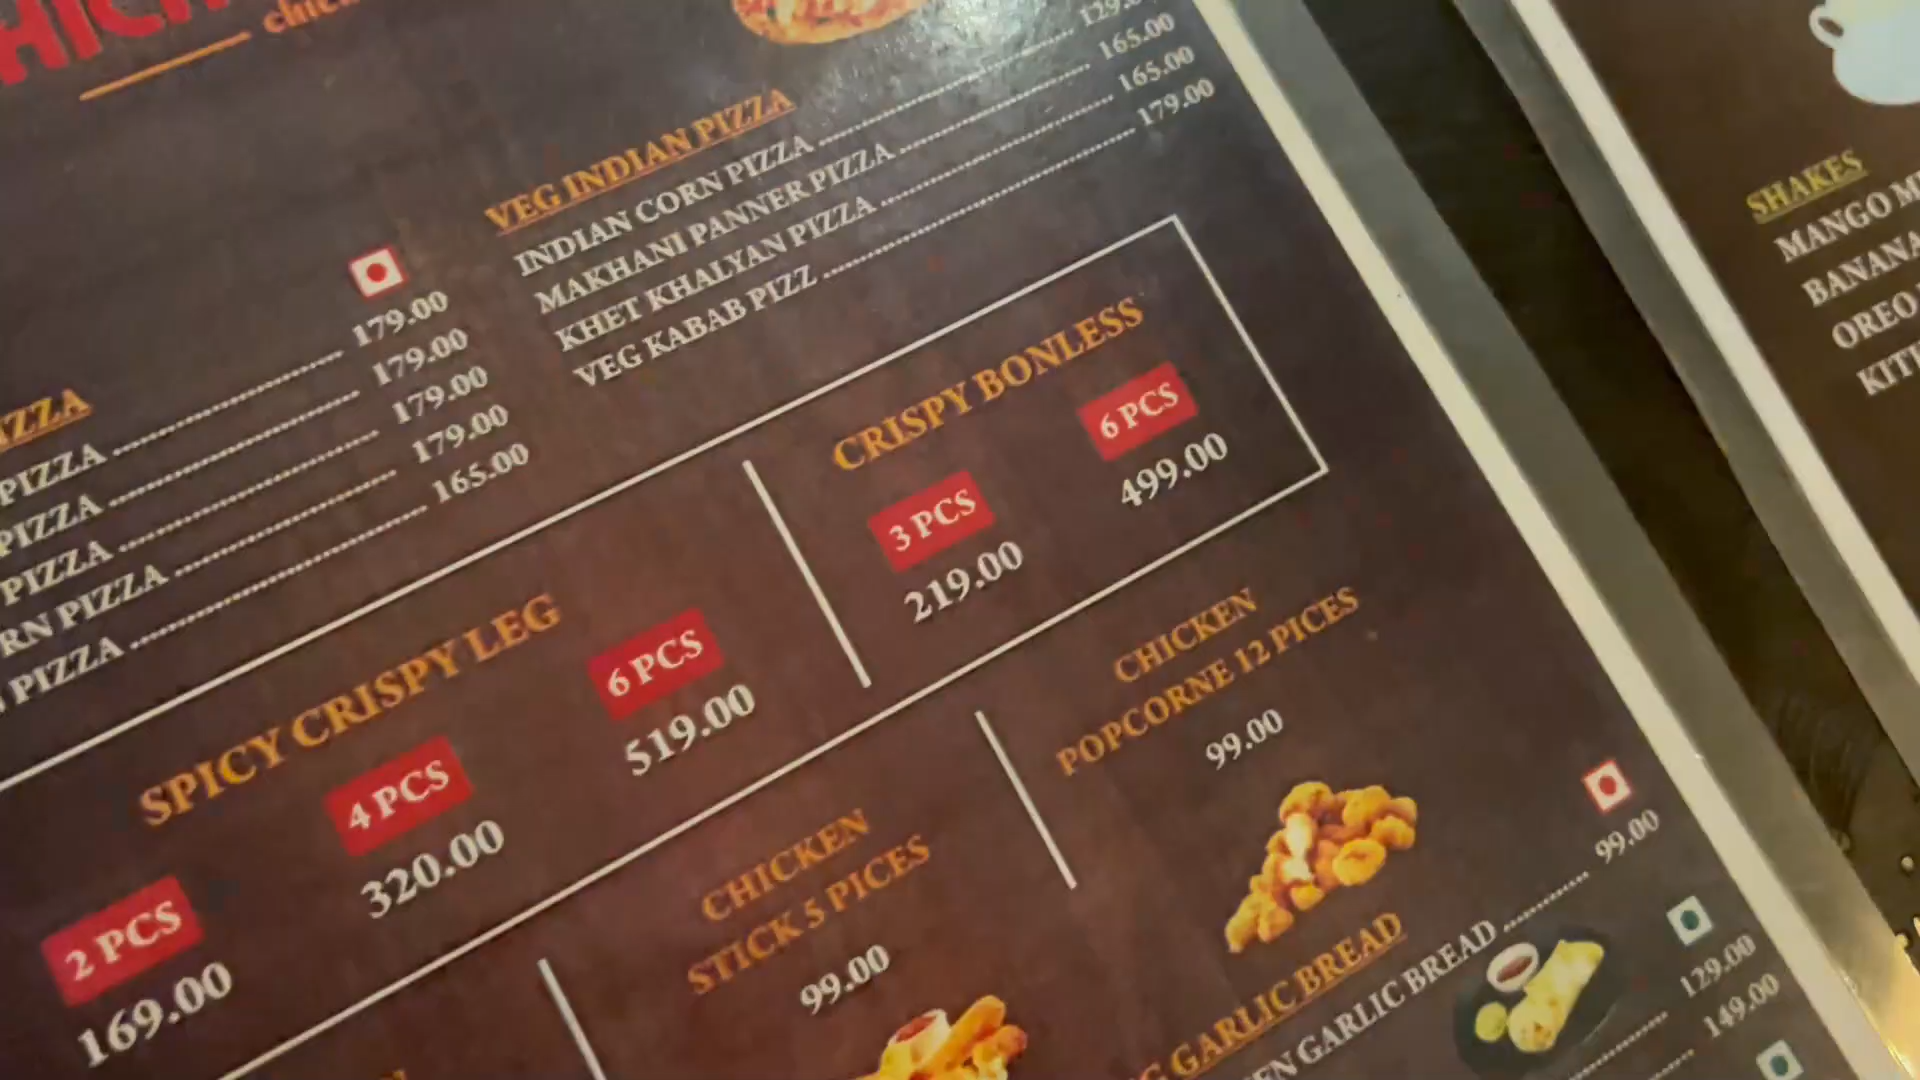 VEG INDIAN PIZZA
INDIAN CORN PIZZA
MAKHANI PANNER PIZZA 165.00
KHET KHALYAN PIZZA 165.00
VEG KABAB PIZZ 179.00
PIZZA 179.00
PIZZA 179.00
PIZZA 179.00
PIZZA 179.00
PIZZA 165.00
SPICY CRISPY LEG
2 PCS
169.00
4 PCS
320.00
6 PCS
519.00
CRISPY BONLESS
3 PCS
219.00
6 PCS
499.00
CHICKEN
STICK 5 PICES
99.00
CHICKEN
POPCORNE 12 PICES
99.00
GARLIC BREAD
GARLIC BREAD 99.00
129.00
149.00
SHAKES
MANGO
BANANA
OREO